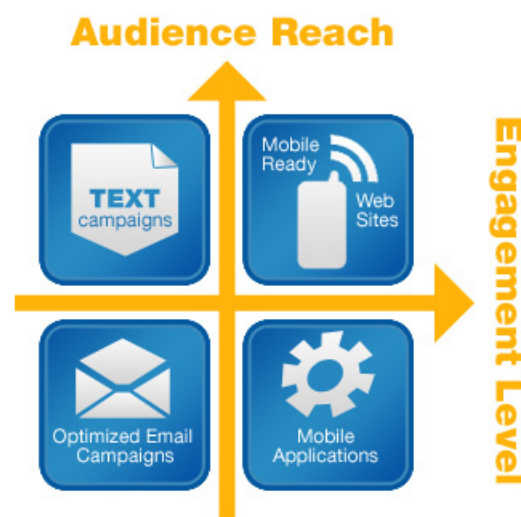 Audience Reach
TEXT
campaigns
Mobile
Ready
Web
Sites
Engagement Level
Optimized Email
Campaigns
Mobile
Applications